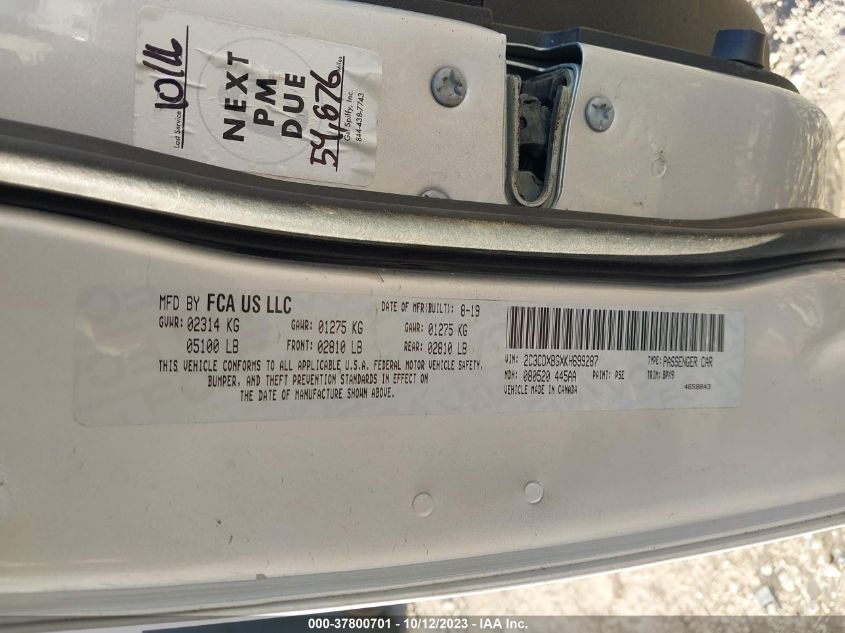 Last Service 10/16
NEXT
PM
DUE
54,676 Miles
Get Spiffy, Inc.
844-438-7743
MFD BY FCA US LLC
DATE OF MFR(BUILT): 8-19
GVWR: 02314 KG GAWR: 01275 KG GAWR: 01275 KG
05100 LB FRONT: 02810 LB REAR: 02810 LB
THIS VEHICLE CONFORMS TO ALL APPLICABLE U.S.A. FEDERAL MOTOR VEHICLE SAFETY,
BUMPER, AND THEFT PREVENTION STANDARDS IN EFFECT ON
THE DATE OF MANUFACTURE SHOWN ABOVE.
VIN: 2C3CDXBGXKH699287 TYPE: PASSENGER CAR
MDH: 080520 445AA PAINT: PSE TRIM: BPX9
VEHICLE MADE IN CANADA 4658843
000-37800701 - 10/12/2023 - IAA Inc.